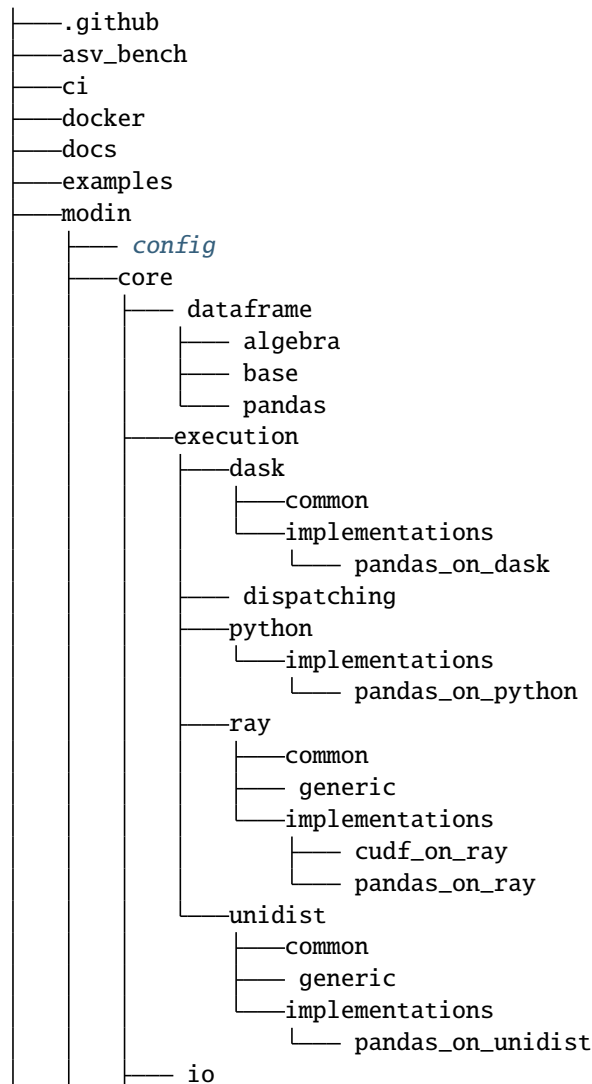 .github
asv_bench
ci
docker
docs
examples
modin
config
core
dataframe
algebra
base
pandas
execution
dask
common
implementations
pandas_on_dask
dispatching
python
implementations
pandas_on_python
ray
common
generic
implementations
cudf_on_ray
pandas_on_ray
unidist
common
generic
implementations
pandas_on_unidist
io